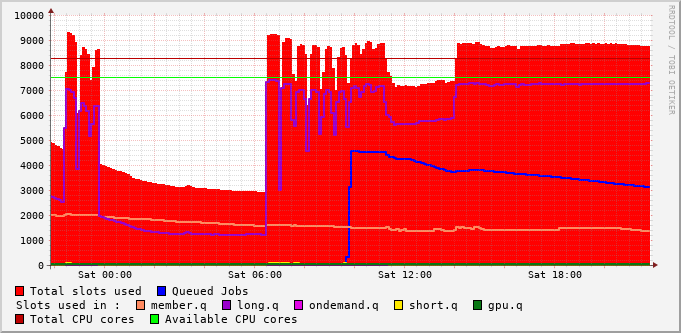 10000
9000
8000
7000
6000
5000
4000
3000
2000
1000
0
Sat 00:00 Sat 06:00 Sat 12:00 Sat 18:00
RRDTOOL / TOBI OETIKER
Total slots used Queued Jobs
Slots used in : member.q long.q ondemand.q short.q gpu.q
Total CPU cores Available CPU cores